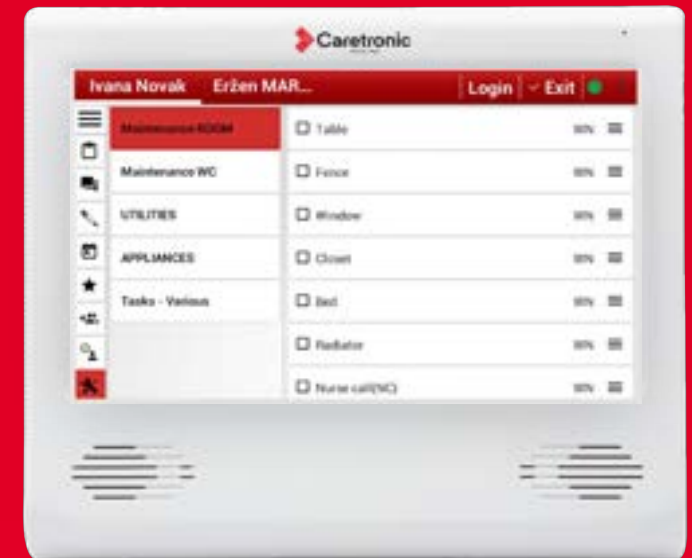 Caretronic
Ivana Novak Eržen MAR... Login Exit
Maintenance ROOM
Maintenance WC
UTILITIES
APPLIANCES
Tasks - Various
Table
Fence
Window
Closet
Bed
Radiator
Nurse call(NC)